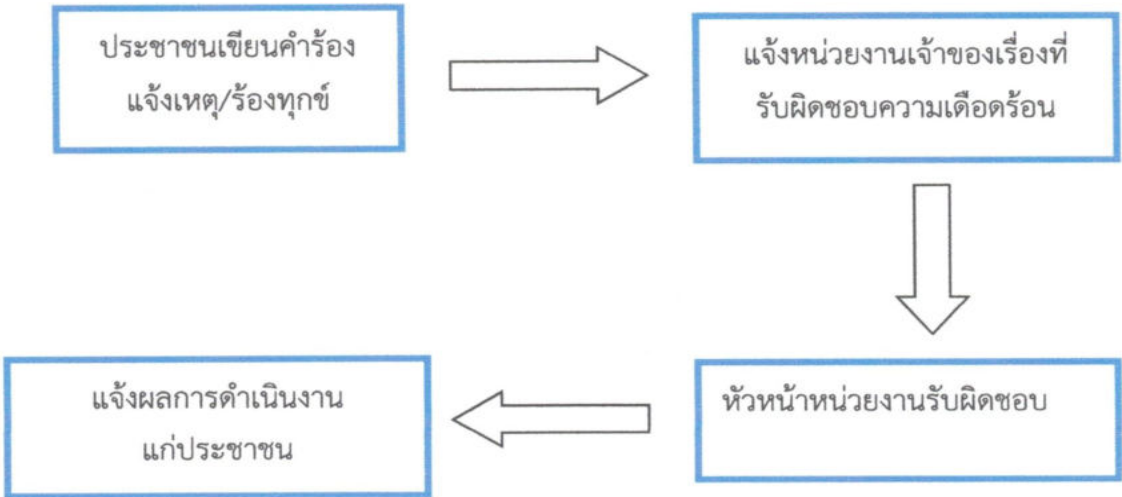 ประชาชนเขียนคำร้อง
แจ้งเหตุ/ร้องทุกข์
แจ้งหน่วยงานเจ้าของเรื่องที่
รับผิดชอบความเดือดร้อน
หัวหน้าหน่วยงานรับผิดชอบ
แจ้งผลการดำเนินงาน
แก่ประชาชน